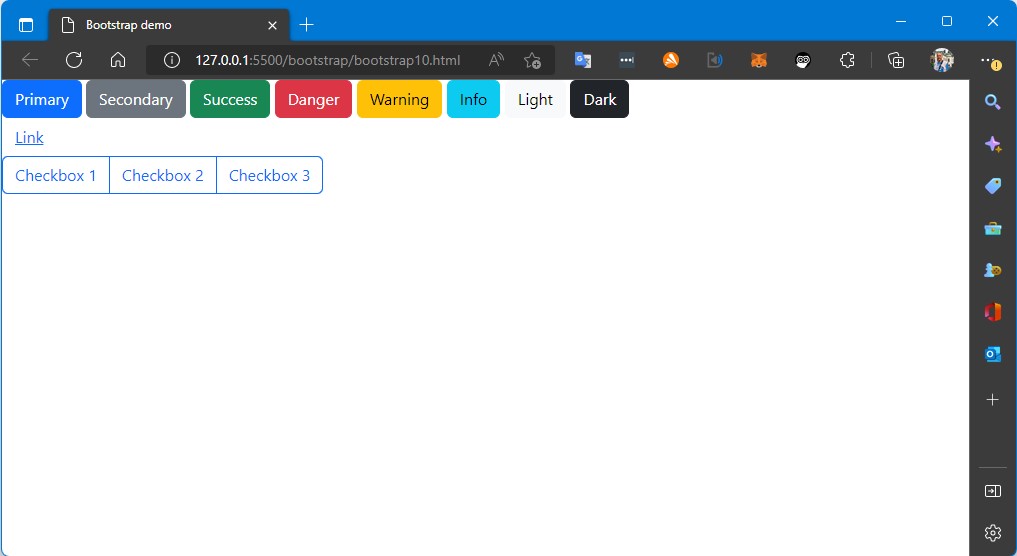 Bootstrap demo
127.0.0.1:5500/bootstrap/bootstrap10.html
Primary Secondary Success Danger Warning Info Light Dark
Link
Checkbox 1 Checkbox 2 Checkbox 3